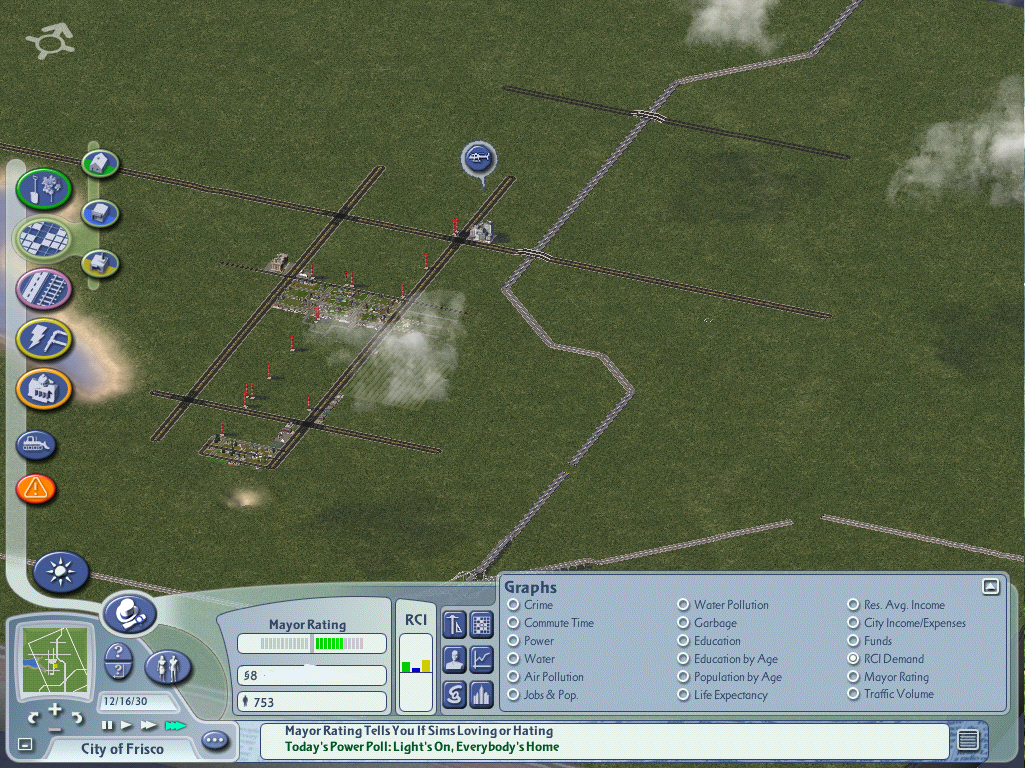 Graphs
Crime
Commute Time
Power
Water
Air Pollution
Jobs & Pop.
Water Pollution
Garbage
Education
Education by Age
Population by Age
Life Expectancy
Res. Avg. Income
City Income/Expenses
Funds
RCI Demand
Mayor Rating
Traffic Volume
Mayor Rating
RCI
§8
753
?
?
12/16/30
City of Frisco
Mayor Rating Tells You If Sims Loving or Hating
Today's Power Poll: Light's On, Everybody's Home